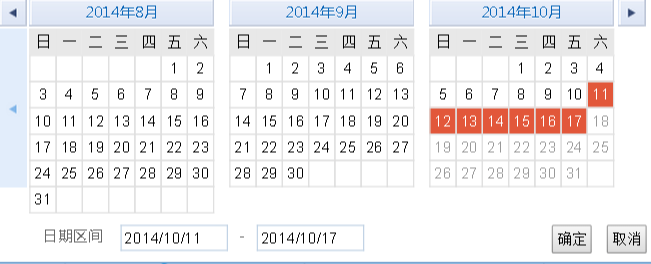 2014年8月 2014年9月 2014年10月
日 一 二 三 四 五 六 日 一 二 三 四 五 六 日 一 二 三 四 五 六
1 2 1 2 3 4 5 6 1 2 3 4
3 4 5 6 7 8 9 7 8 9 10 11 12 13 5 6 7 8 9 10 11
10 11 12 13 14 15 16 14 15 16 17 18 19 20 12 13 14 15 16 17 18
17 18 19 20 21 22 23 21 22 23 24 25 26 27 19 20 21 22 23 24 25
24 25 26 27 28 29 30 28 29 30 26 27 28 29 30 31
31
日期区间 2014/10/11 - 2014/10/17 确定 取消